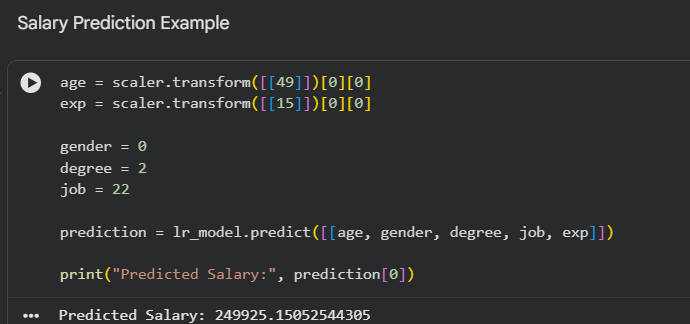 Salary Prediction Example
age = scaler.transform([[49]])[0][0]
exp = scaler.transform([[15]])[0][0]
gender = 0
degree = 2
job = 22
prediction = lr_model.predict([[age, gender, degree, job, exp]])
print("Predicted Salary:", prediction[0])
Predicted Salary: 249925.15052544305